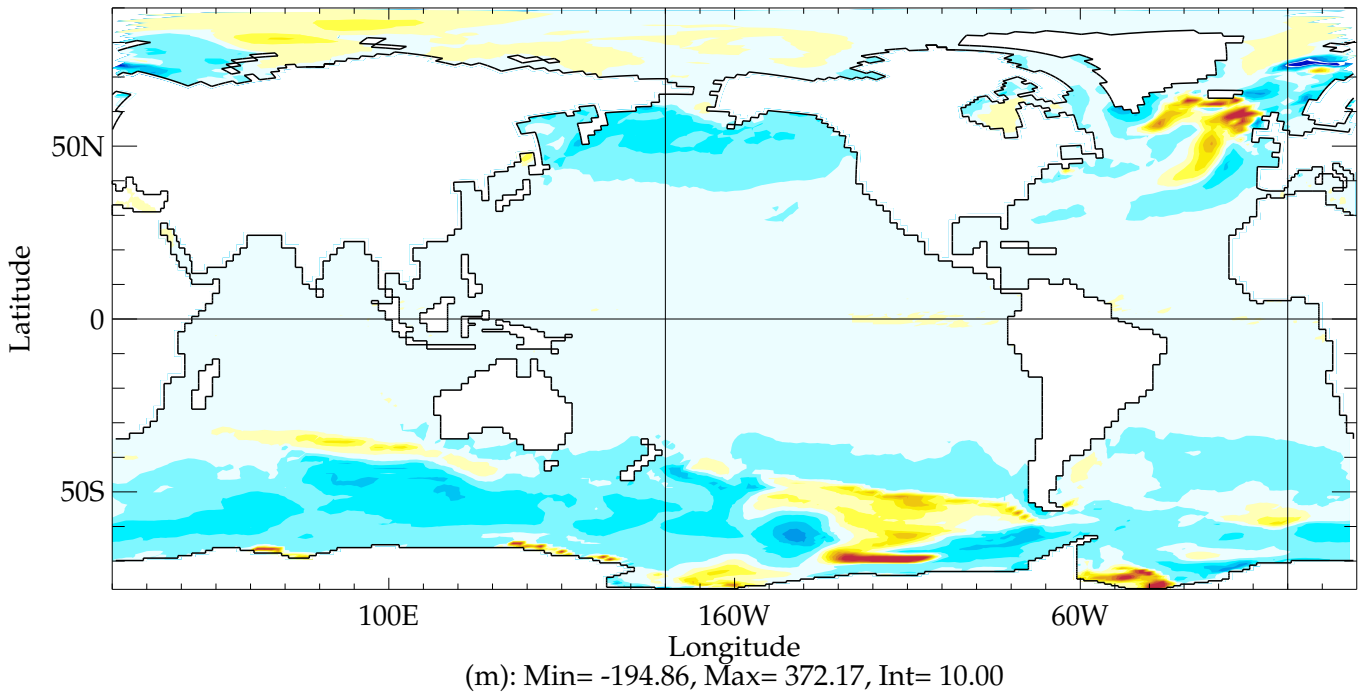 Latitude
50N
0
50S
100E
160W
60W
Longitude
(m): Min= -194.86, Max= 372.17, Int= 10.00